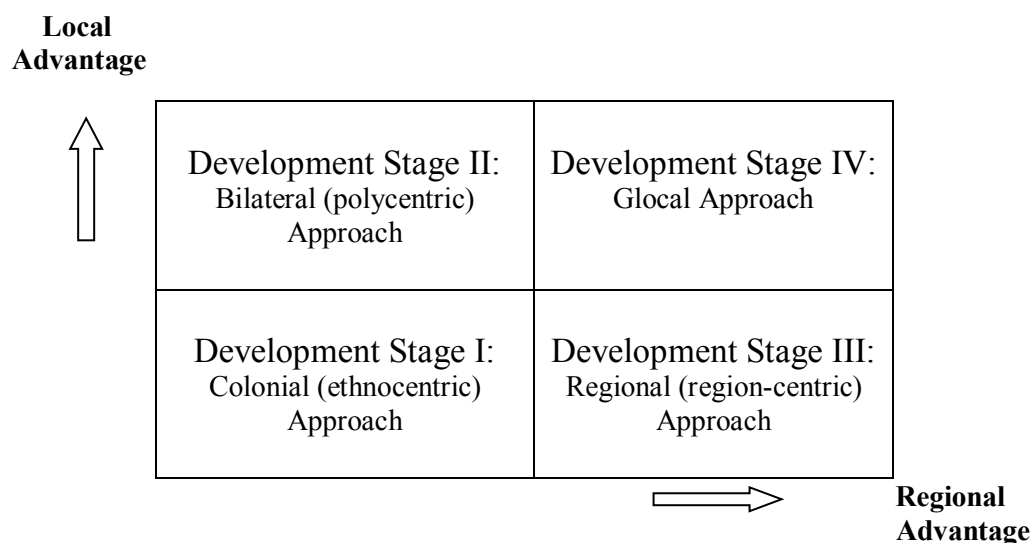 Local
Advantage
Development Stage II:
Bilateral (polycentric)
Approach
Development Stage IV:
Glocal Approach
Development Stage I:
Colonial (ethnocentric)
Approach
Development Stage III:
Regional (region-centric)
Approach
Regional
Advantage